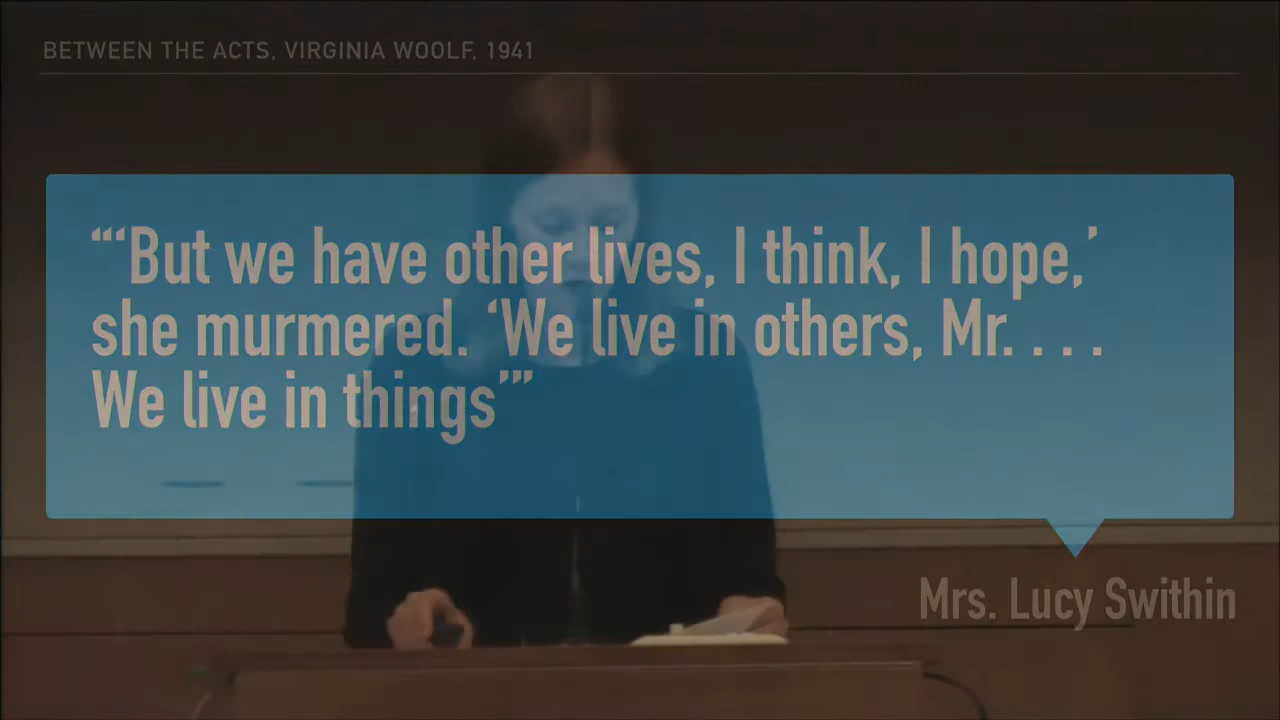 BETWEEN THE ACTS, VIRGINIA WOOLF, 1941
“‘But we have other lives, I think, I hope,’
she murmered. ‘We live in others, Mr. . . .
We live in things’”
Mrs. Lucy Swithin